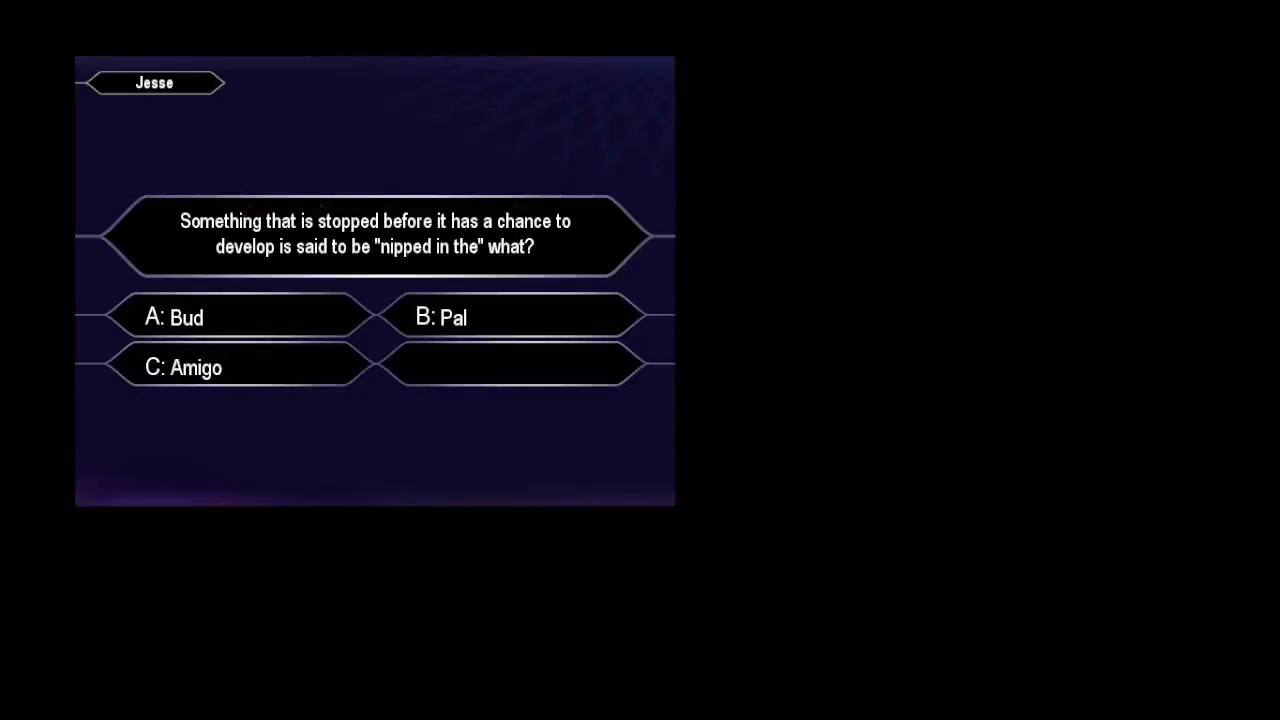 Jesse
Something that is stopped before it has a chance to
develop is said to be "nipped in the" what?
A: Bud
B: Pal
C: Amigo